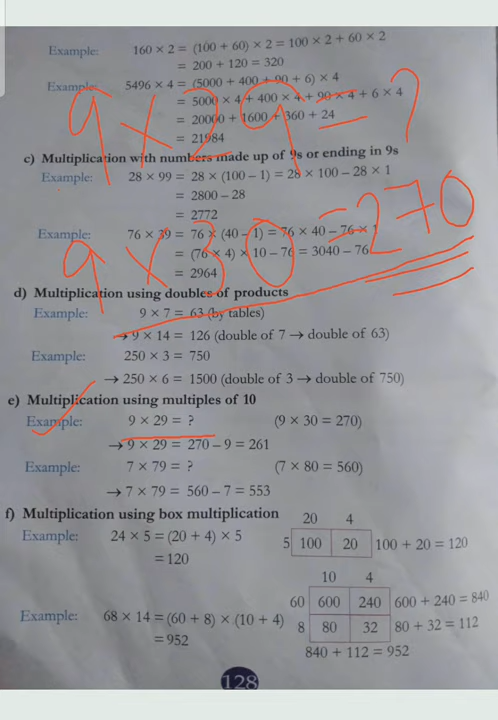 Example: 160 × 2 = (100 + 60) × 2 = 100 × 2 + 60 × 2
= 200 + 120 = 320
Example: 5496 × 4 = (5000 + 400 + 90 + 6) × 4
= 5000 × 4 + 400 × 4 + 90 × 4 + 6 × 4
= 20000 + 1600 + 360 + 24
= 21984
9 × 29 = ?
c) Multiplication with numbers made up of 9s or ending in 9s
Example: 28 × 99 = 28 × (100 – 1) = 28 × 100 – 28 × 1
= 2800 – 28
= 2772
Example: 76 × 39 = 76 × (40 – 1) = 76 × 40 – 76 × 1
= (76 × 4) × 10 – 76 = 3040 – 76
= 2964
9 × 30 = 270
d) Multiplication using doubles of products
Example: 9 × 7 = 63 (by tables)
→ 9 × 14 = 126 (double of 7 → double of 63)
Example: 250 × 3 = 750
→ 250 × 6 = 1500 (double of 3 → double of 750)
e) Multiplication using multiples of 10
Example: 9 × 29 = ? (9 × 30 = 270)
→ 9 × 29 = 270 – 9 = 261
Example: 7 × 79 = ? (7 × 80 = 560)
→ 7 × 79 = 560 – 7 = 553
f) Multiplication using box multiplication
20 4
Example: 24 × 5 = (20 + 4) × 5 5 100 20 100 + 20 = 120
= 120
10 4
60 600 240 600 + 240 = 840
Example: 68 × 14 = (60 + 8) × (10 + 4) 8 80 32 80 + 32 = 112
= 952
840 + 112 = 952
128